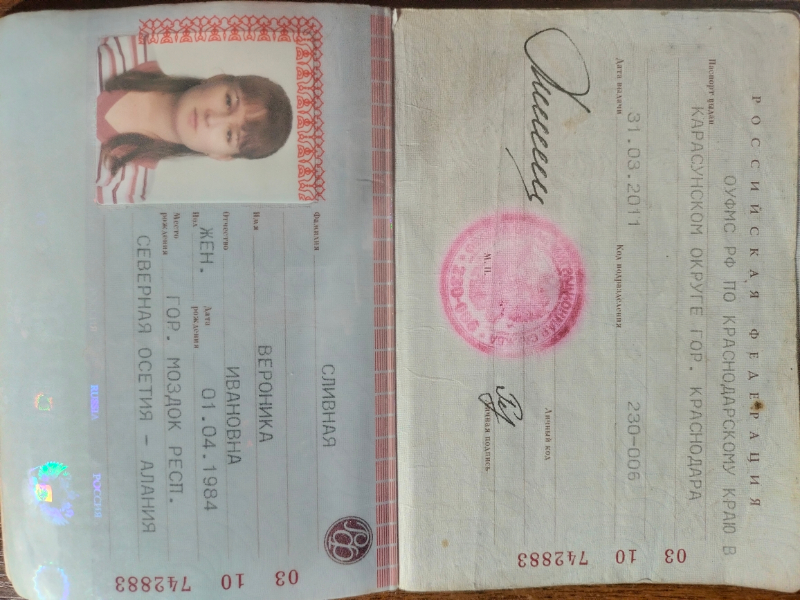 РОССИЙСКАЯ ФЕДЕРАЦИЯ
Паспорт выдан
ОУФМС РФ ПО КРАСНОДАРСКОМУ КРАЮ В
КАРАСУНСКОМ ОКРУГЕ ГОР. КРАСНОДАРА
Дата выдачи 31.03.2011 Код подразделения 230-006
М.П.
Личный код
Личная подпись
03 10 742883
Фамилия СЛИВНАЯ
Имя ВЕРОНИКА
Отчество ИВАНОВНА
Пол ЖЕН. Дата рождения 01.04.1984
Место рождения ГОР. МОЗДОК РЕСП.
СЕВЕРНАЯ ОСЕТИЯ - АЛАНИЯ
03 10 742883
РФ
РОССИЯ